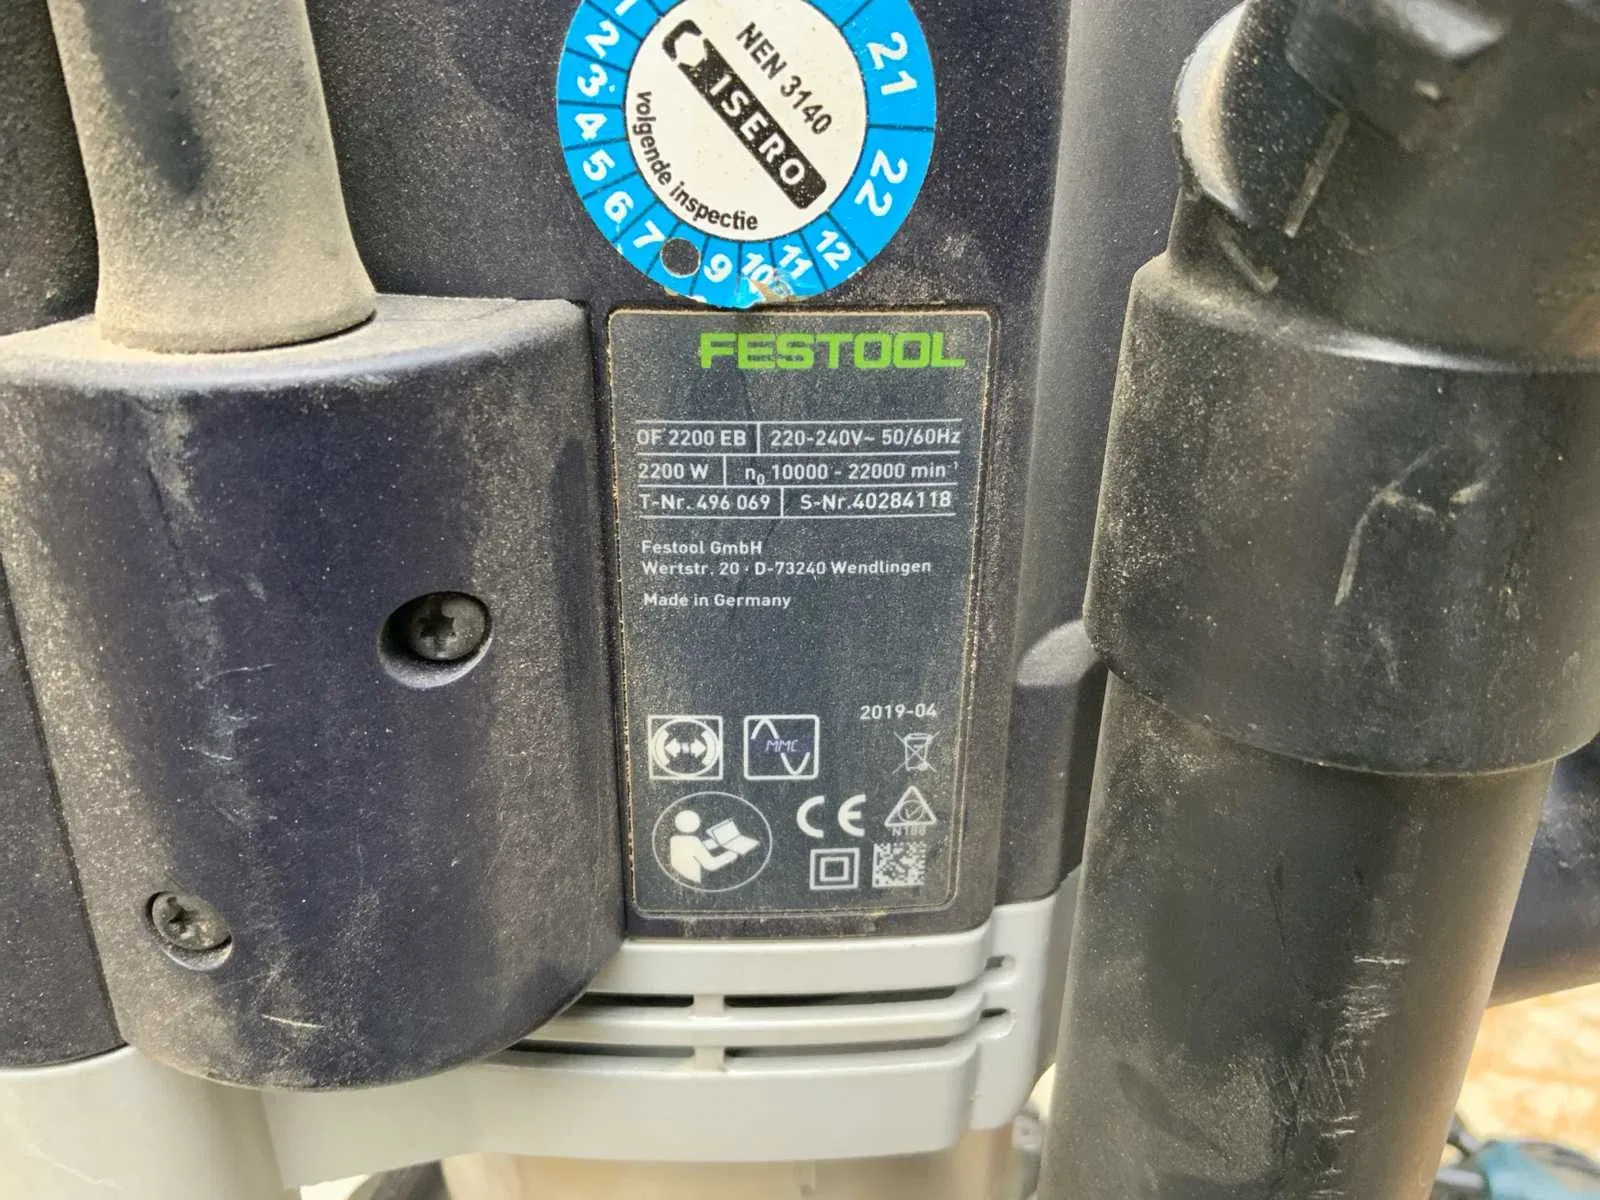 1
2
3
4
5
6
7
9
10
11
12
21
22
NEN 3140
ISERO
volgende inspectie
FESTOOL
OF 2200 EB 220-240V~ 50/60Hz
2200 W n₀ 10000 - 22000 min⁻¹
T-Nr. 496 069 S-Nr.40284118
Festool GmbH
Wertstr. 20 · D-73240 Wendlingen
Made in Germany
2019-04
MMC
CE
N188